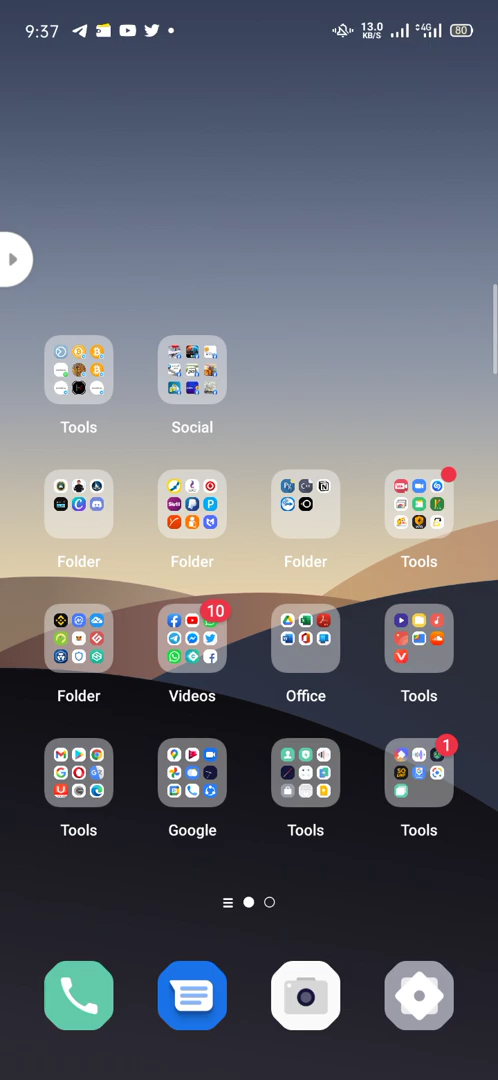 9:37
13.0
KB/S
4G
80
Tools
Social
Folder
Folder
Folder
Tools
10
Folder
Videos
Office
Tools
1
Tools
Google
Tools
Tools